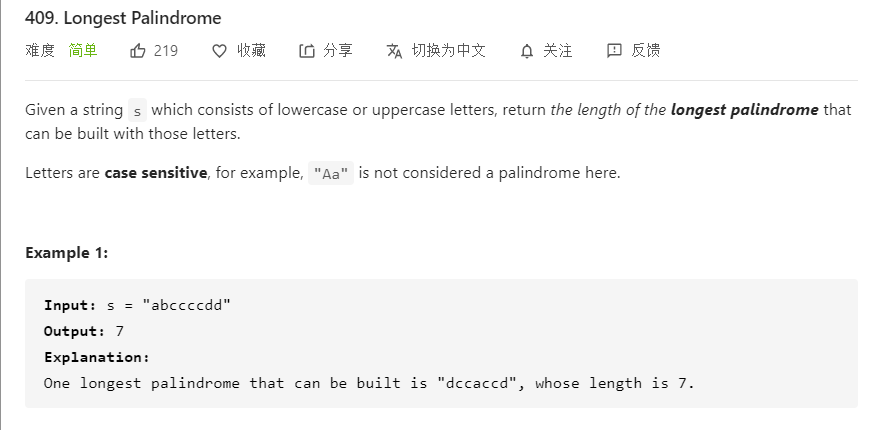 409. Longest Palindrome
难度 简单 219 收藏 分享 切换为中文 关注 反馈
Given a string s which consists of lowercase or uppercase letters, return the length of the longest palindrome that
can be built with those letters.
Letters are case sensitive, for example, "Aa" is not considered a palindrome here.
Example 1:
Input: s = "abccccdd"
Output: 7
Explanation:
One longest palindrome that can be built is "dccaccd", whose length is 7.